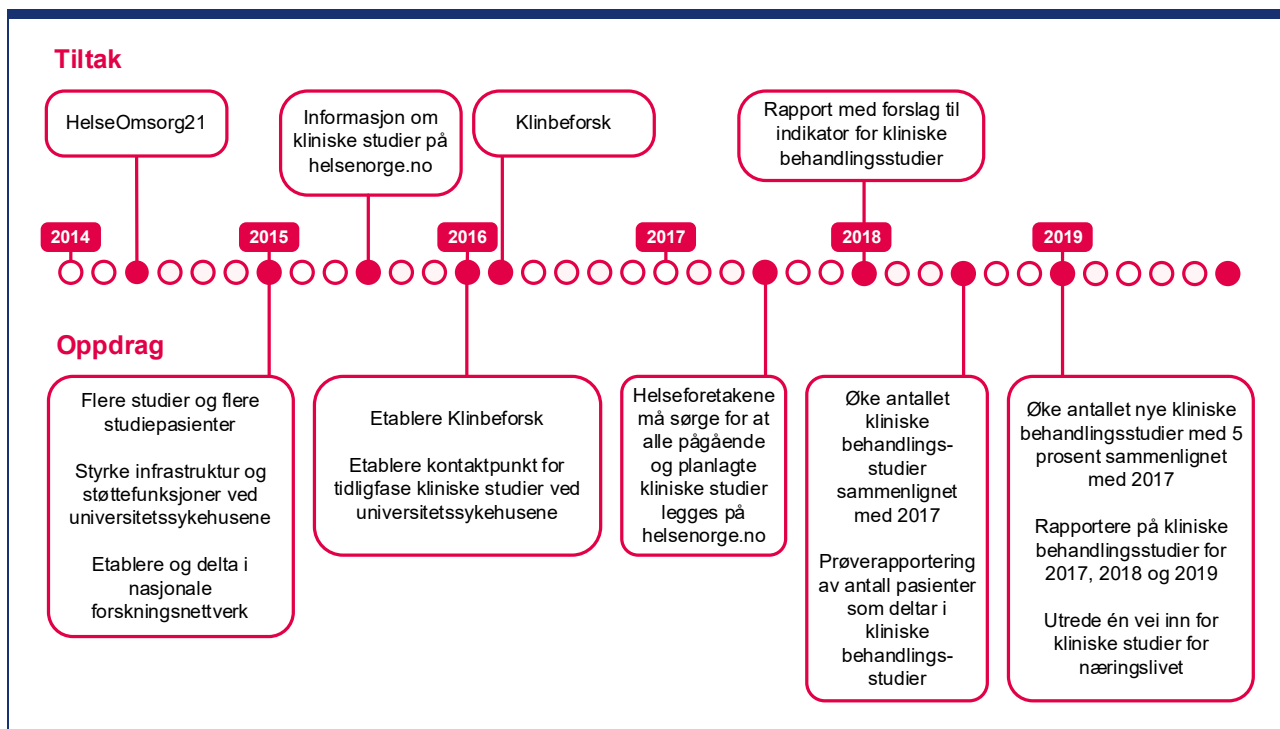 Tiltak
HelseOmsorg21
Informasjon om
kliniske studier på
helsenorge.no
Klinbeforsk
Rapport med forslag til
indikator for kliniske
behandlingsstudier
2014
2015
2016
2017
2018
2019
Oppdrag
Flere studier og flere
studiepasienter
Styrke infrastruktur og
støttefunksjoner ved
universitetssykehusene
Etablere og delta i
nasjonale
forskningsnettverk
Etablere Klinbeforsk
Etablere kontaktpunkt for
tidligfase kliniske studier ved
universitetssykehusene
Helseforetakene
må sørge for at
alle pågående
og planlagte
kliniske studier
legges på
helsenorge.no
Øke antallet
kliniske
behandlings-
studier
sammenlignet
med 2017
Prøverapportering
av antall pasienter
som deltar i
kliniske
behandlings-
studier
Øke antallet nye kliniske
behandlingsstudier med 5
prosent sammenlignet
med 2017
Rapportere på kliniske
behandlingsstudier for
2017, 2018 og 2019
Utrede én vei inn for
kliniske studier for
næringslivet